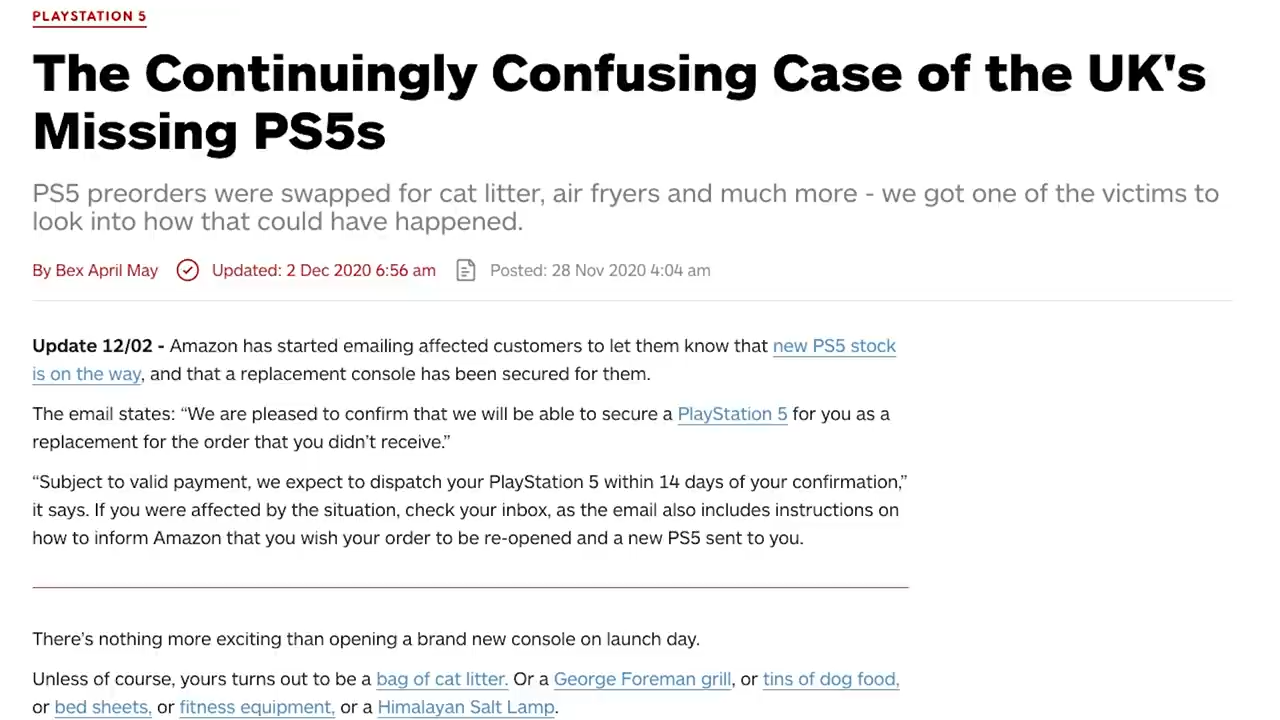 PLAYSTATION 5
The Continuingly Confusing Case of the UK's
Missing PS5s
PS5 preorders were swapped for cat litter, air fryers and much more - we got one of the victims to
look into how that could have happened.
By Bex April May Updated: 2 Dec 2020 6:56 am Posted: 28 Nov 2020 4:04 am
Update 12/02 - Amazon has started emailing affected customers to let them know that new PS5 stock
is on the way, and that a replacement console has been secured for them.
The email states: “We are pleased to confirm that we will be able to secure a PlayStation 5 for you as a
replacement for the order that you didn’t receive.”
“Subject to valid payment, we expect to dispatch your PlayStation 5 within 14 days of your confirmation,”
it says. If you were affected by the situation, check your inbox, as the email also includes instructions on
how to inform Amazon that you wish your order to be re-opened and a new PS5 sent to you.
There’s nothing more exciting than opening a brand new console on launch day.
Unless of course, yours turns out to be a bag of cat litter. Or a George Foreman grill, or tins of dog food,
or bed sheets, or fitness equipment, or a Himalayan Salt Lamp.